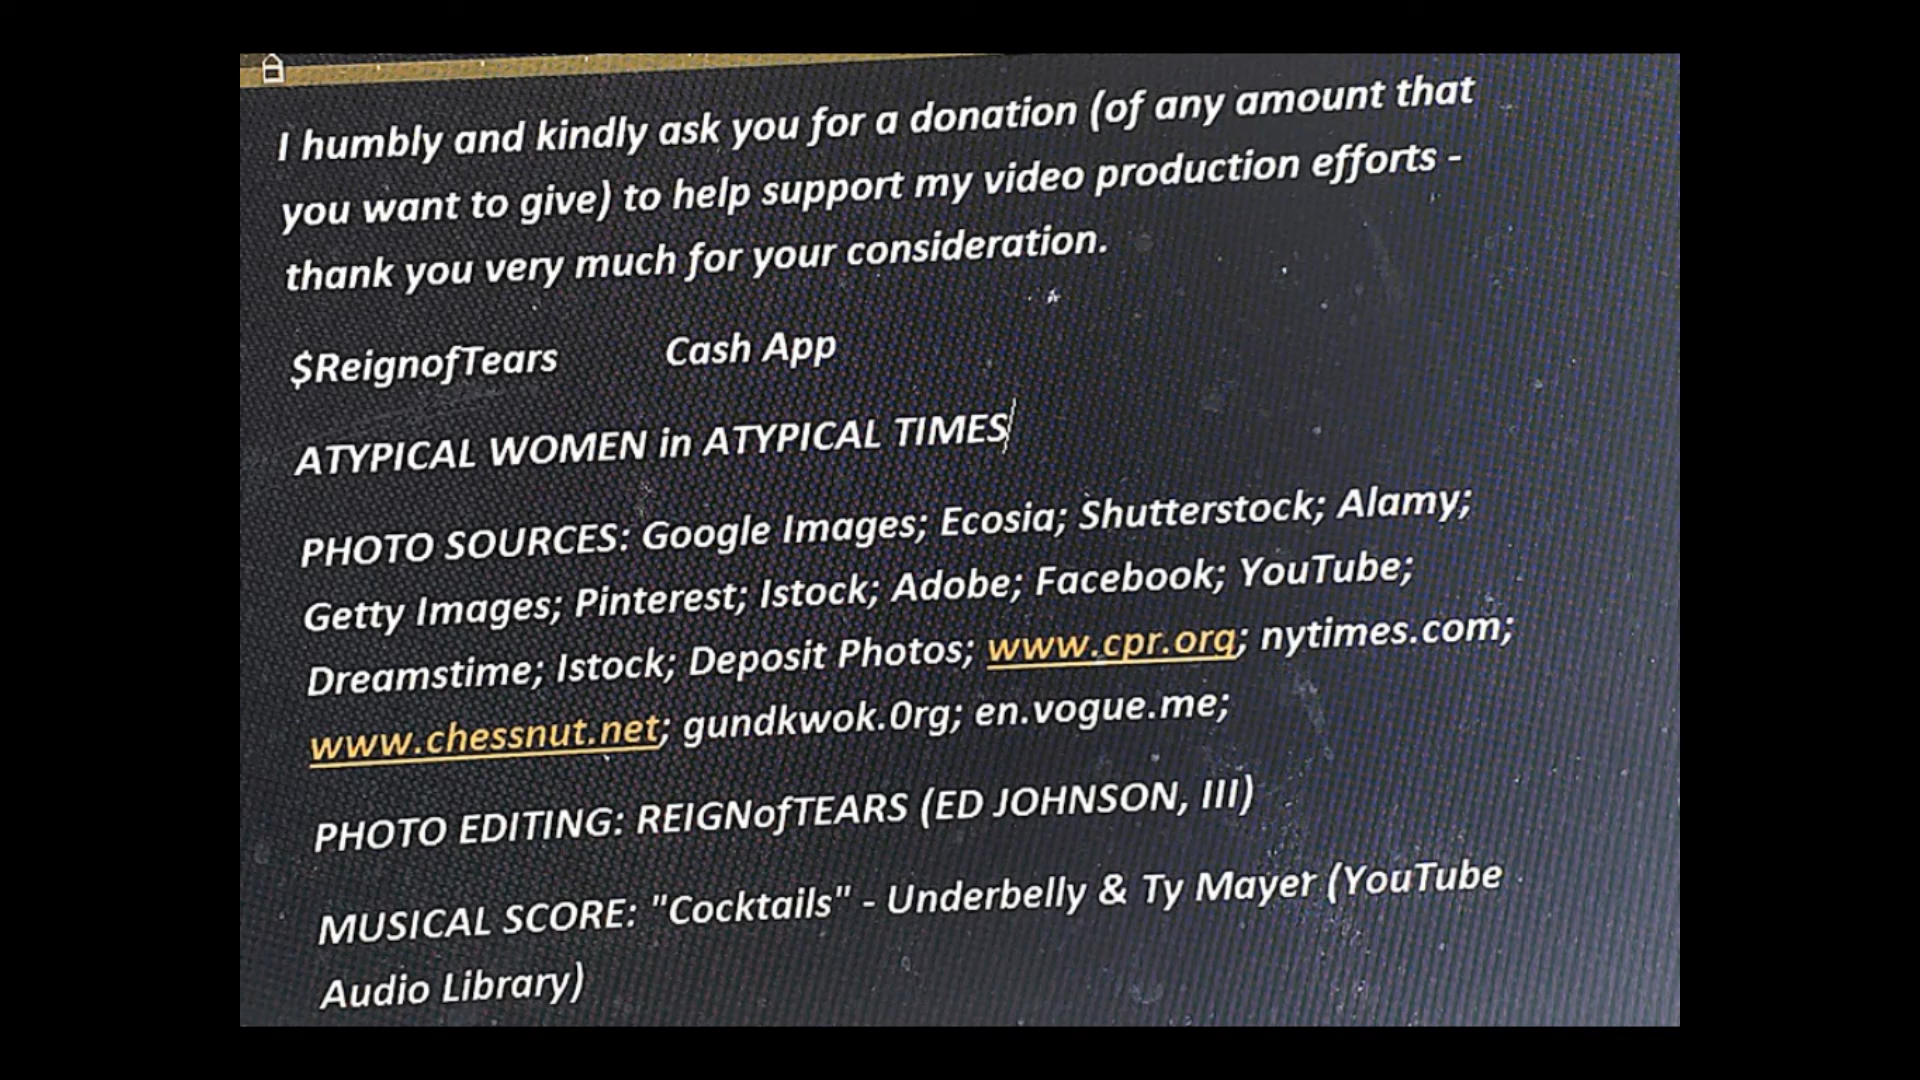 I humbly and kindly ask you for a donation (of any amount that
you want to give) to help support my video production efforts -
thank you very much for your consideration.
$ReignofTears Cash App
ATYPICAL WOMEN in ATYPICAL TIMES
PHOTO SOURCES: Google Images; Ecosia; Shutterstock; Alamy;
Getty Images; Pinterest; Istock; Adobe; Facebook; YouTube;
Dreamstime; Istock; Deposit Photos; www.cpr.org; nytimes.com;
www.chessnut.net; gundkwok.0rg; en.vogue.me;
PHOTO EDITING: REIGNofTEARS (ED JOHNSON, III)
MUSICAL SCORE: "Cocktails" - Underbelly & Ty Mayer (YouTube
Audio Library)